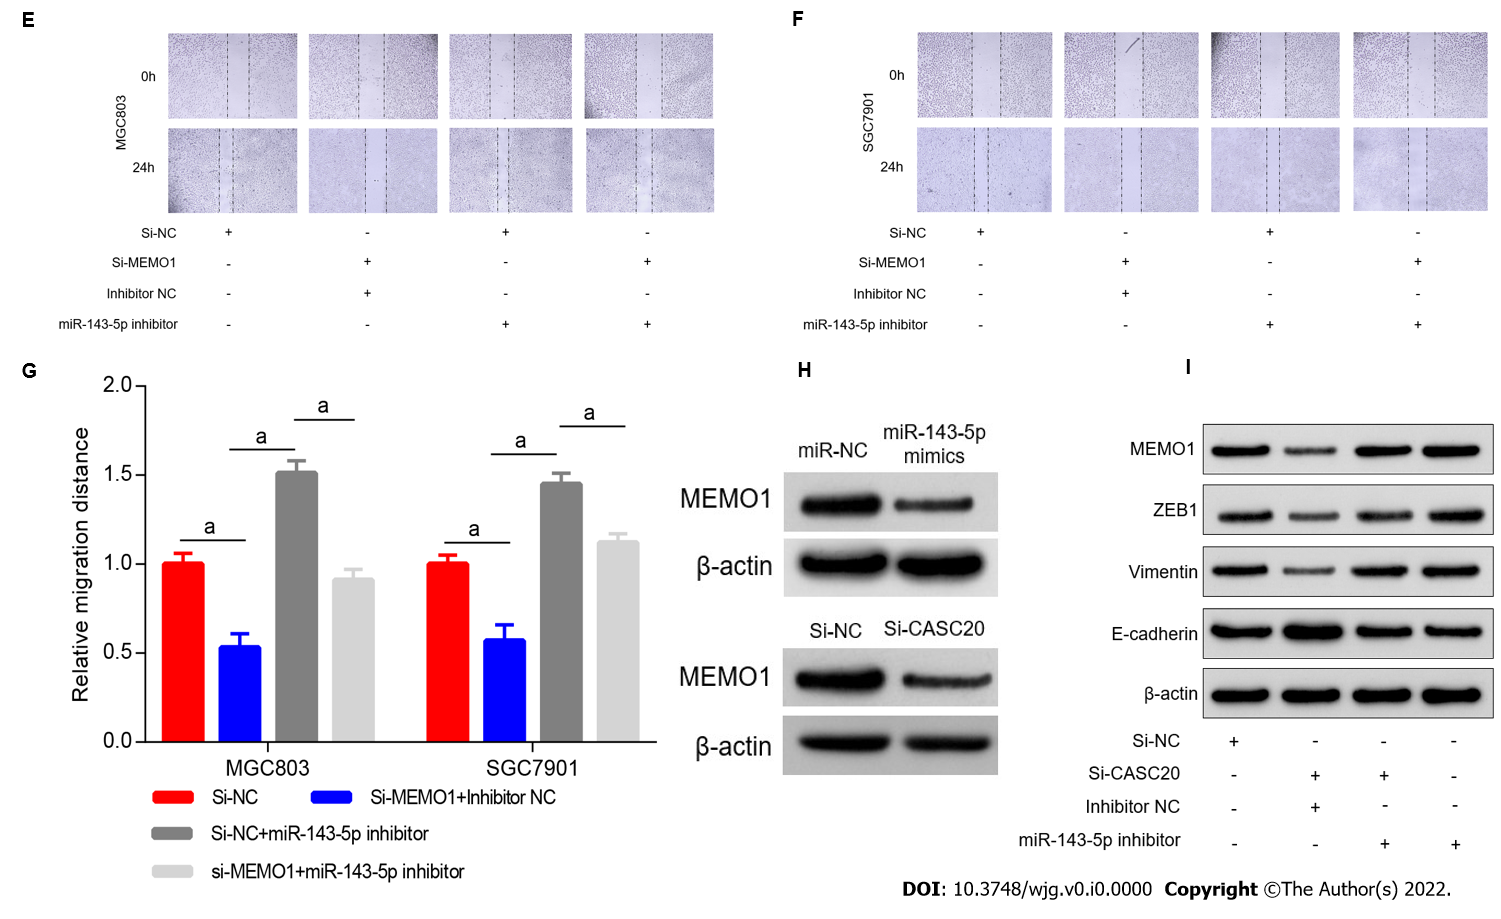 E
F
0h
MGC803
24h
Si-NC + - + -
Si-MEMO1 - + - +
Inhibitor NC - + - -
miR-143-5p inhibitor - - + +
0h
SGC7901
24h
Si-NC + - + -
Si-MEMO1 - + - +
Inhibitor NC - + - -
miR-143-5p inhibitor - - + +
G
2.0
1.5
1.0
0.5
0.0
Relative migration distance
a a a a a a
MGC803 SGC7901
Si-NC Si-MEMO1+Inhibitor NC
Si-NC+miR-143-5p inhibitor
si-MEMO1+miR-143-5p inhibitor
H
miR-NC miR-143-5p
mimics
MEMO1
β-actin
Si-NC Si-CASC20
MEMO1
β-actin
I
MEMO1
ZEB1
Vimentin
E-cadherin
β-actin
Si-NC + - - -
Si-CASC20 - + + -
Inhibitor NC - + - -
miR-143-5p inhibitor - - + +
DOI: 10.3748/wjg.v0.i0.0000 Copyright ©The Author(s) 2022.